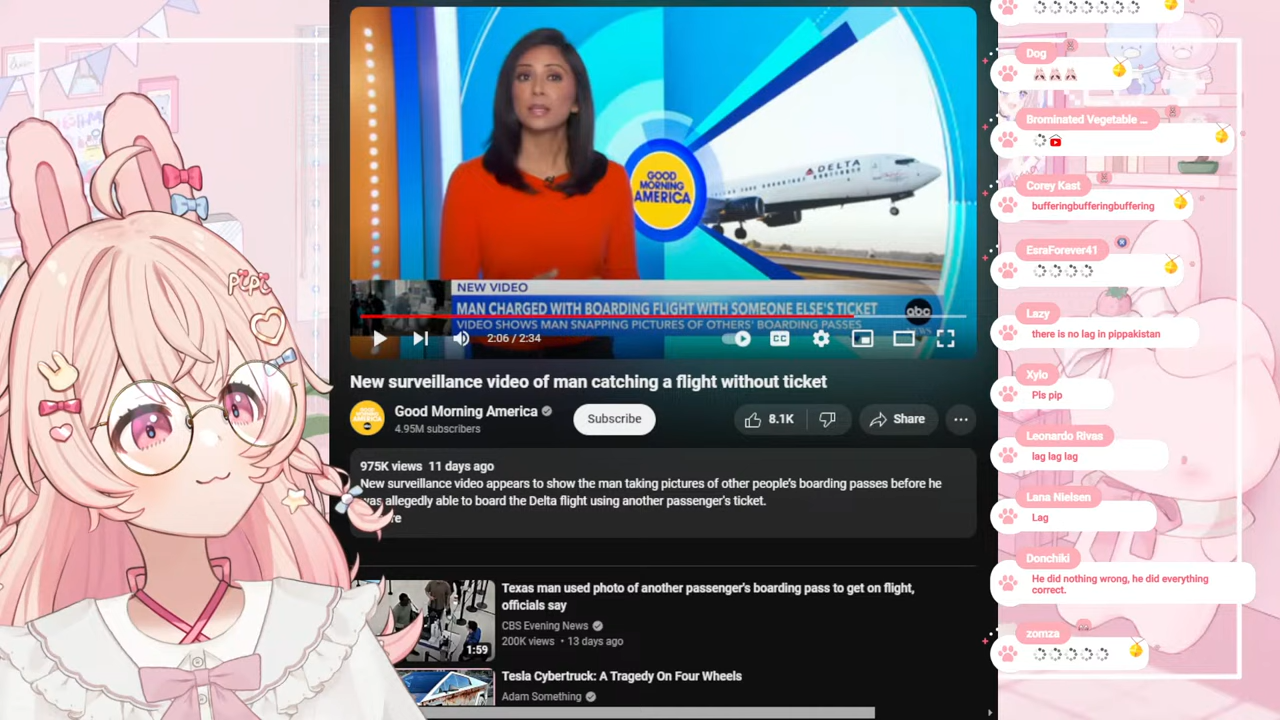 pipi
DELTA
GOOD
MORNING
AMERICA
NEW VIDEO
MAN CHARGED WITH BOARDING FLIGHT WITH SOMEONE ELSE'S TICKET
VIDEO SHOWS MAN SNAPPING PICTURES OF OTHERS' BOARDING PASSES
abc
NEWS
CC
2:06 / 2:34
New surveillance video of man catching a flight without ticket
Good Morning America
4.95M subscribers
Subscribe
8.1K
Share
975K views 11 days ago
New surveillance video appears to show the man taking pictures of other people's boarding passes before he
was allegedly able to board the Delta flight using another passenger's ticket.
1:59
Texas man used photo of another passenger's boarding pass to get on flight,
officials say
CBS Evening News
200K views • 13 days ago
Tesla Cybertruck: A Tragedy On Four Wheels
Adam Something
Dog
Brominated Vegetable ...
Corey Kast
bufferingbufferingbuffering
EsraForever41
Lazy
there is no lag in pippakistan
Xylo
Pls pip
Leonardo Rivas
lag lag lag
Lana Nielsen
Lag
Donchiki
He did nothing wrong, he did everything
correct.
zomza